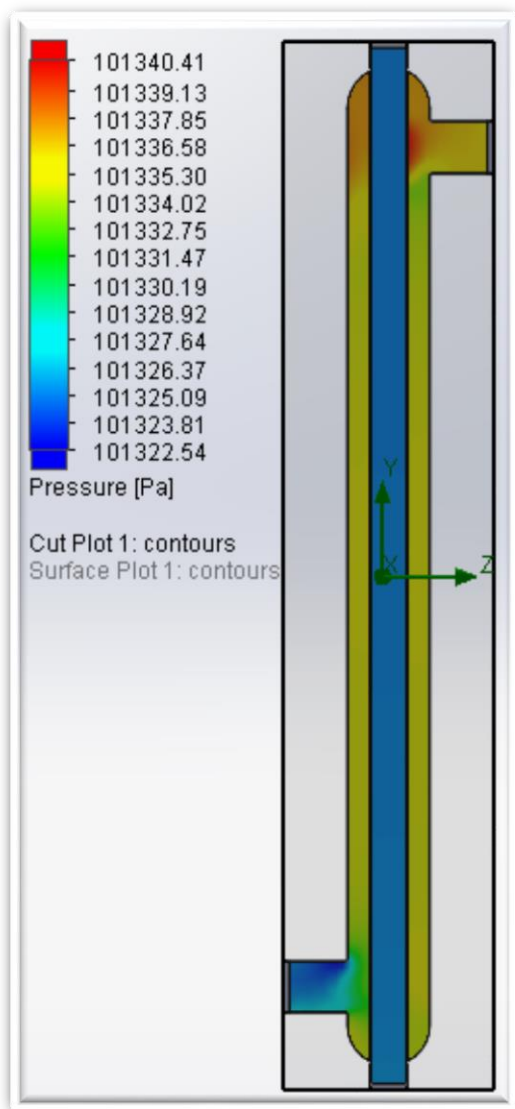 101340.41
101339.13
101337.85
101336.58
101335.30
101334.02
101332.75
101331.47
101330.19
101328.92
101327.64
101326.37
101325.09
101323.81
101322.54
Pressure [Pa]
Cut Plot 1: contours
Surface Plot 1: contours
Y
X
Z